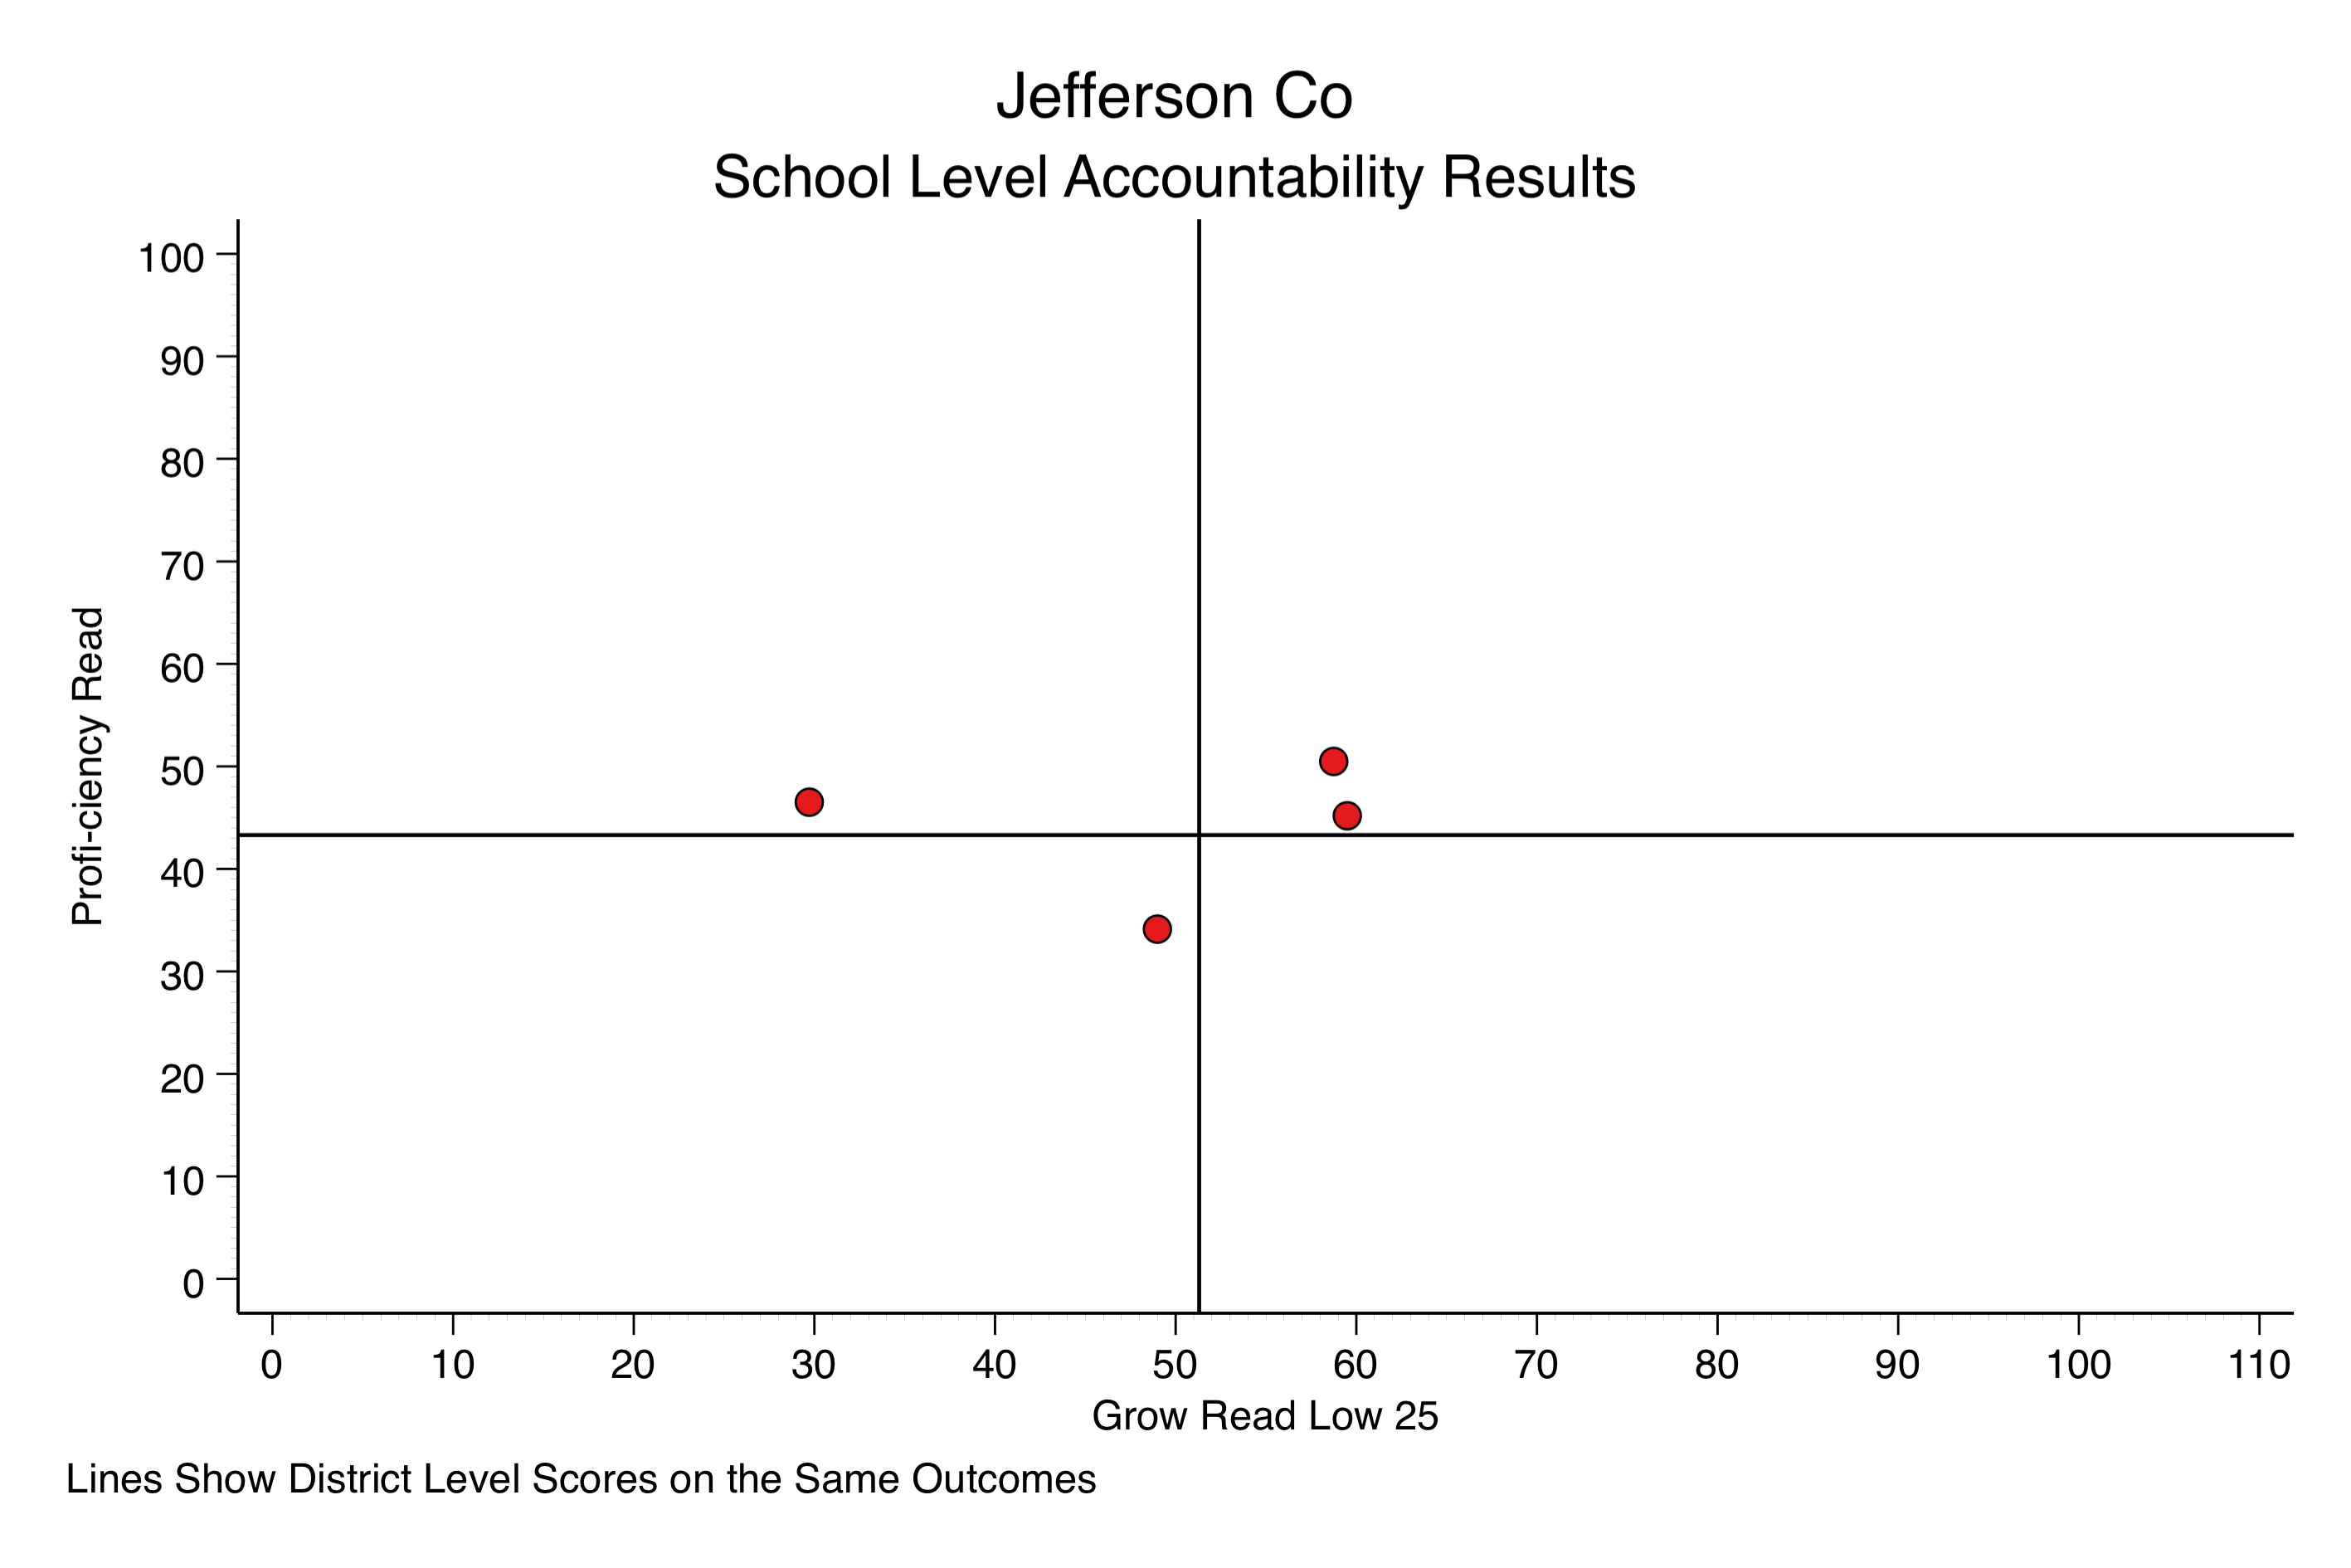 Jefferson Co
School Level Accountability Results
100
90
80
70
60
50
40
30
20
10
0
Profi-ciency Read
0 10 20 30 40 50 60 70 80 90 100 110
Grow Read Low 25
Lines Show District Level Scores on the Same Outcomes